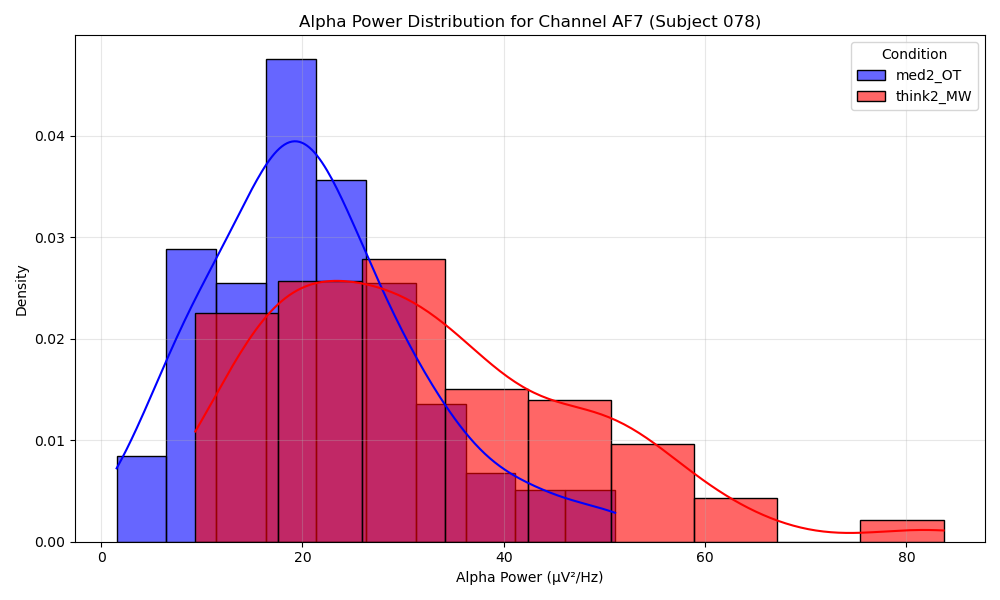 Alpha Power Distribution for Channel AF7 (Subject 078)
Condition
med2_OT
think2_MW
Density
0.04
0.03
0.02
0.01
0.00
0
20
40
60
80
Alpha Power (μV²/Hz)